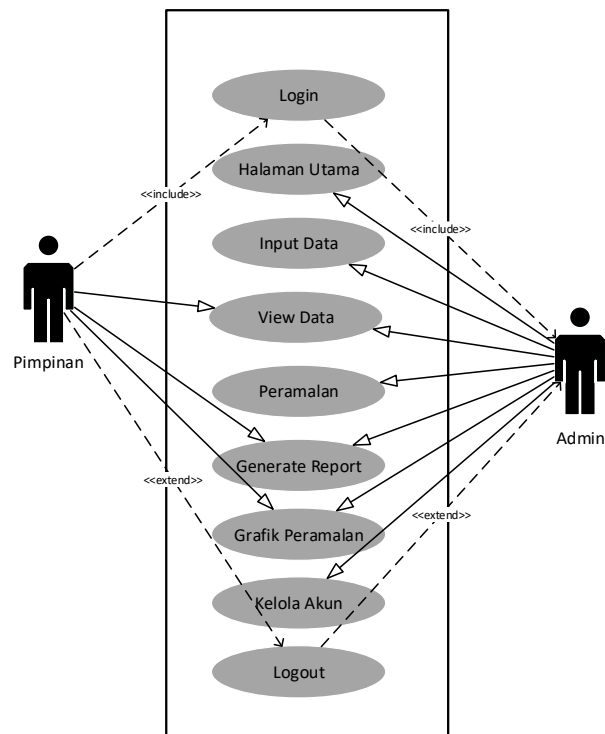 Login
Halaman Utama
<<include>>
<<include>>
Input Data
View Data
Pimpinan
Peramalan
Admin
Generate Report
<<extend>>
<<extend>>
Grafik Peramalan
Kelola Akun
Logout